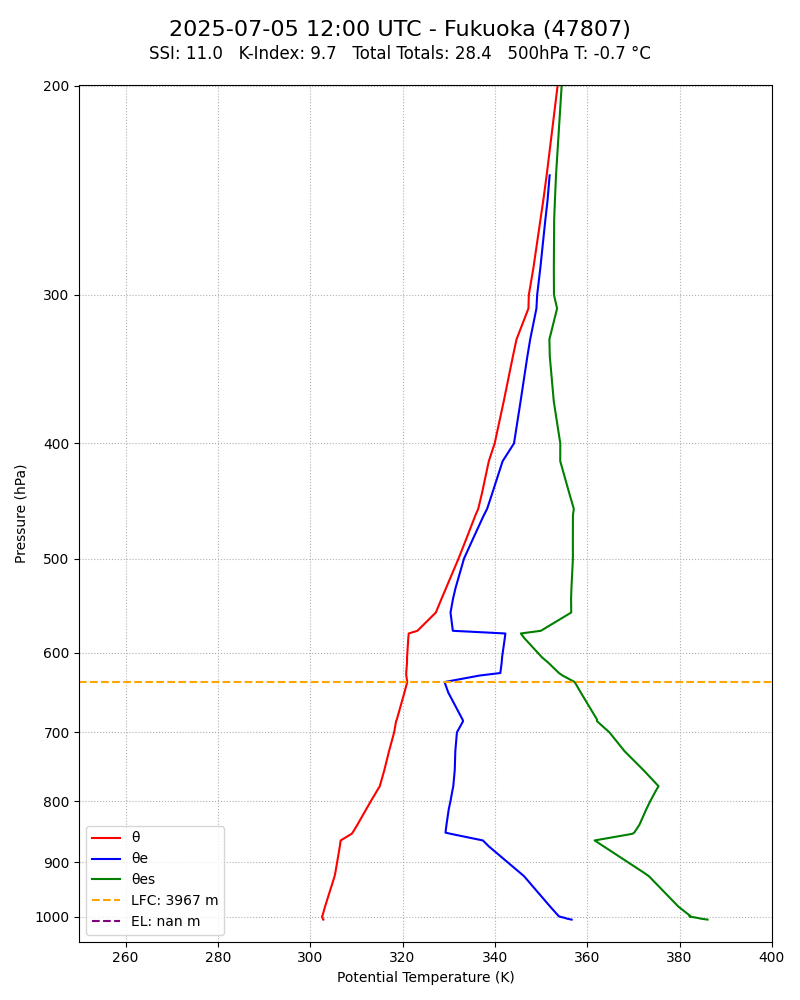 2025-07-05 12:00 UTC - Fukuoka (47807)
SSI: 11.0   K-Index: 9.7   Total Totals: 28.4   500hPa T: -0.7 °C
200
300
400
500
600
700
800
900
1000
Pressure (hPa)
θ
θe
θes
LFC: 3967 m
EL: nan m
260
280
300
320
340
360
380
400
Potential Temperature (K)